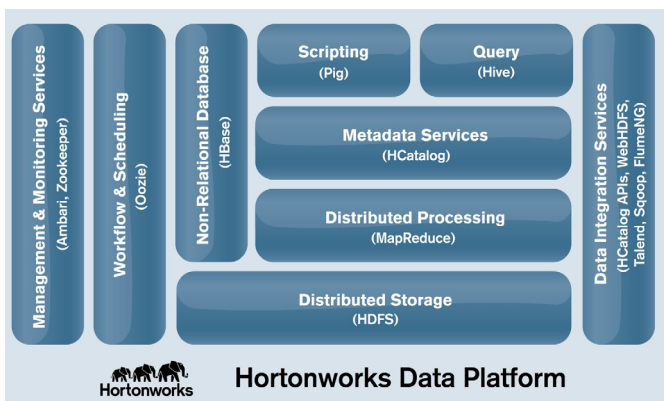 Management & Monitoring Services
(Ambari, Zookeeper)
Workflow & Scheduling
(Oozie)
Non-Relational Database
(HBase)
Scripting
(Pig)
Query
(Hive)
Metadata Services
(HCatalog)
Distributed Processing
(MapReduce)
Distributed Storage
(HDFS)
Data Integration Services
(HCatalog APIs, WebHDFS,
Talend, Sqoop, FlumeNG)
Hortonworks
Hortonworks Data Platform